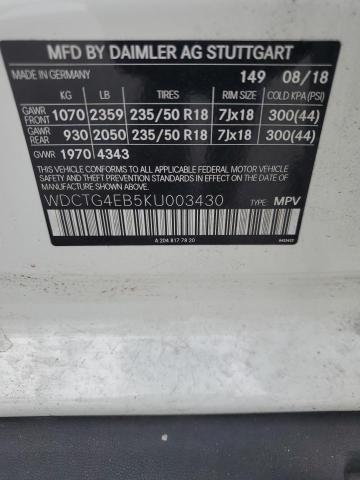 MFD BY DAIMLER AG STUTTGART
MADE IN GERMANY 149 08/18
KG LB TIRES RIM SIZE COLD KPA(PSI)
GAWR FRONT 1070 2359 235/50 R18 7Jx18 300(44)
GAWR REAR 930 2050 235/50 R18 7Jx18 300(44)
GVWR 1970 4343
THIS VEHICLE CONFORMS TO ALL APPLICABLE FEDERAL MOTOR VEHICLE
SAFETY, BUMPER, AND THEFT PREVENTION STANDARDS IN EFFECT
ON THE DATE OF MANUFACTURE SHOWN ABOVE.
WDCTG4EB5KU003430 TYPE: MPV
A 204 817 78 20